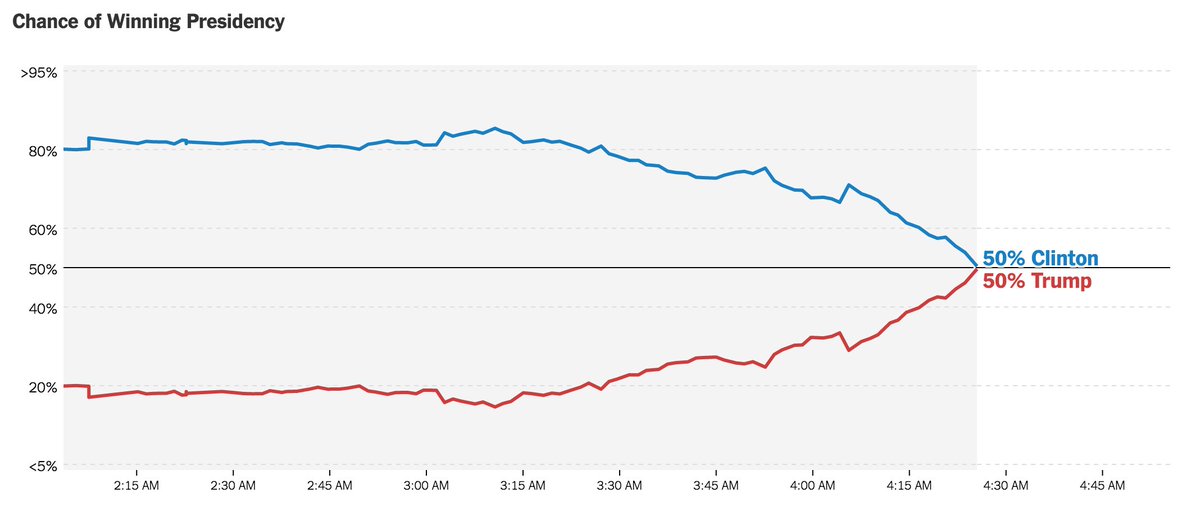 Chance of Winning Presidency
>95%
80%
60%
50%
40%
20%
<5%
50% Clinton
50% Trump
2:15 AM 2:30 AM 2:45 AM 3:00 AM 3:15 AM 3:30 AM 3:45 AM 4:00 AM 4:15 AM 4:30 AM 4:45 AM